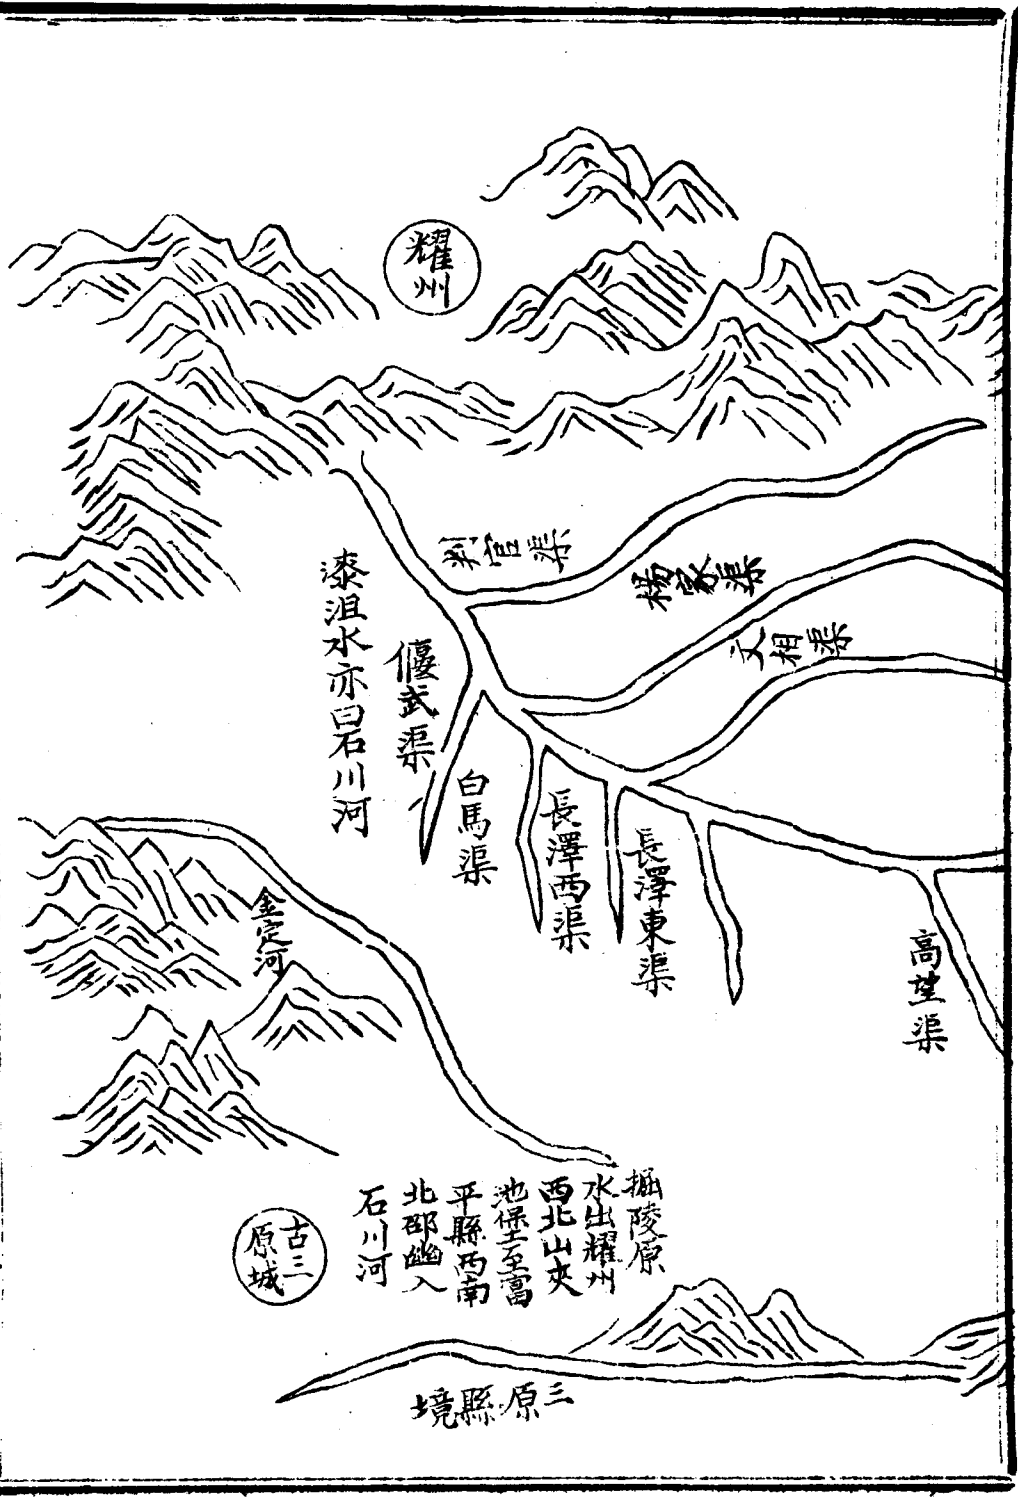 耀州
判官渠
楊家渠
文相渠
漆沮水亦曰石川河
偃武渠
白馬渠
長澤西渠
長澤東渠
高望渠
金定河
掘陵原
水出耀州
西北山夾
池堡至富
平縣西南
北邵幽入
石川河
古三
原城
三原縣境